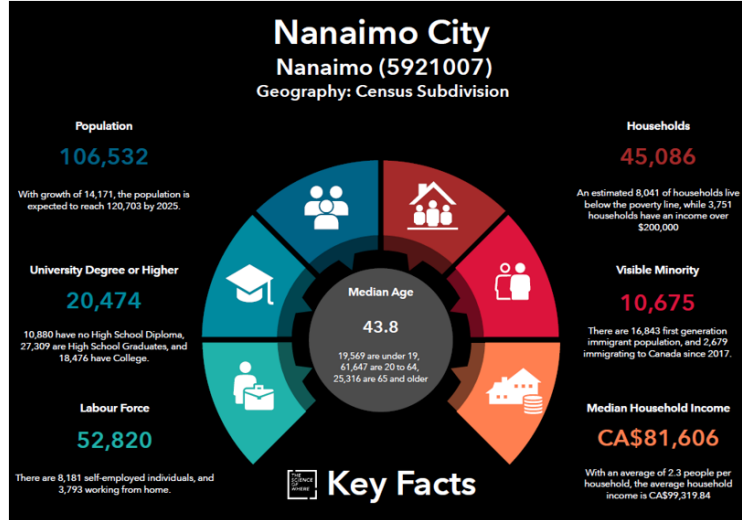 Nanaimo City
Nanaimo (5921007)
Geography: Census Subdivision
Population
106,532
With growth of 14,171, the population is
expected to reach 120,703 by 2025.
University Degree or Higher
20,474
10,880 have no High School Diploma,
27,309 are High School Graduates, and
18,476 have College.
Labour Force
52,820
There are 8,181 self-employed individuals, and
3,793 working from home.
Median Age
43.8
19,569 are under 19,
61,647 are 20 to 64,
25,316 are 65 and older
Households
45,086
An estimated 8,041 of households live
below the poverty line, while 3,751
households have an income over
$200,000
Visible Minority
10,675
There are 16,843 first generation
immigrant population, and 2,679
immigrating to Canada since 2017.
Median Household Income
CA$81,606
With an average of 2.3 people per
household, the average household
income is CA$99,319.84
THE
SCIENCE
OF
WHERE
Key Facts